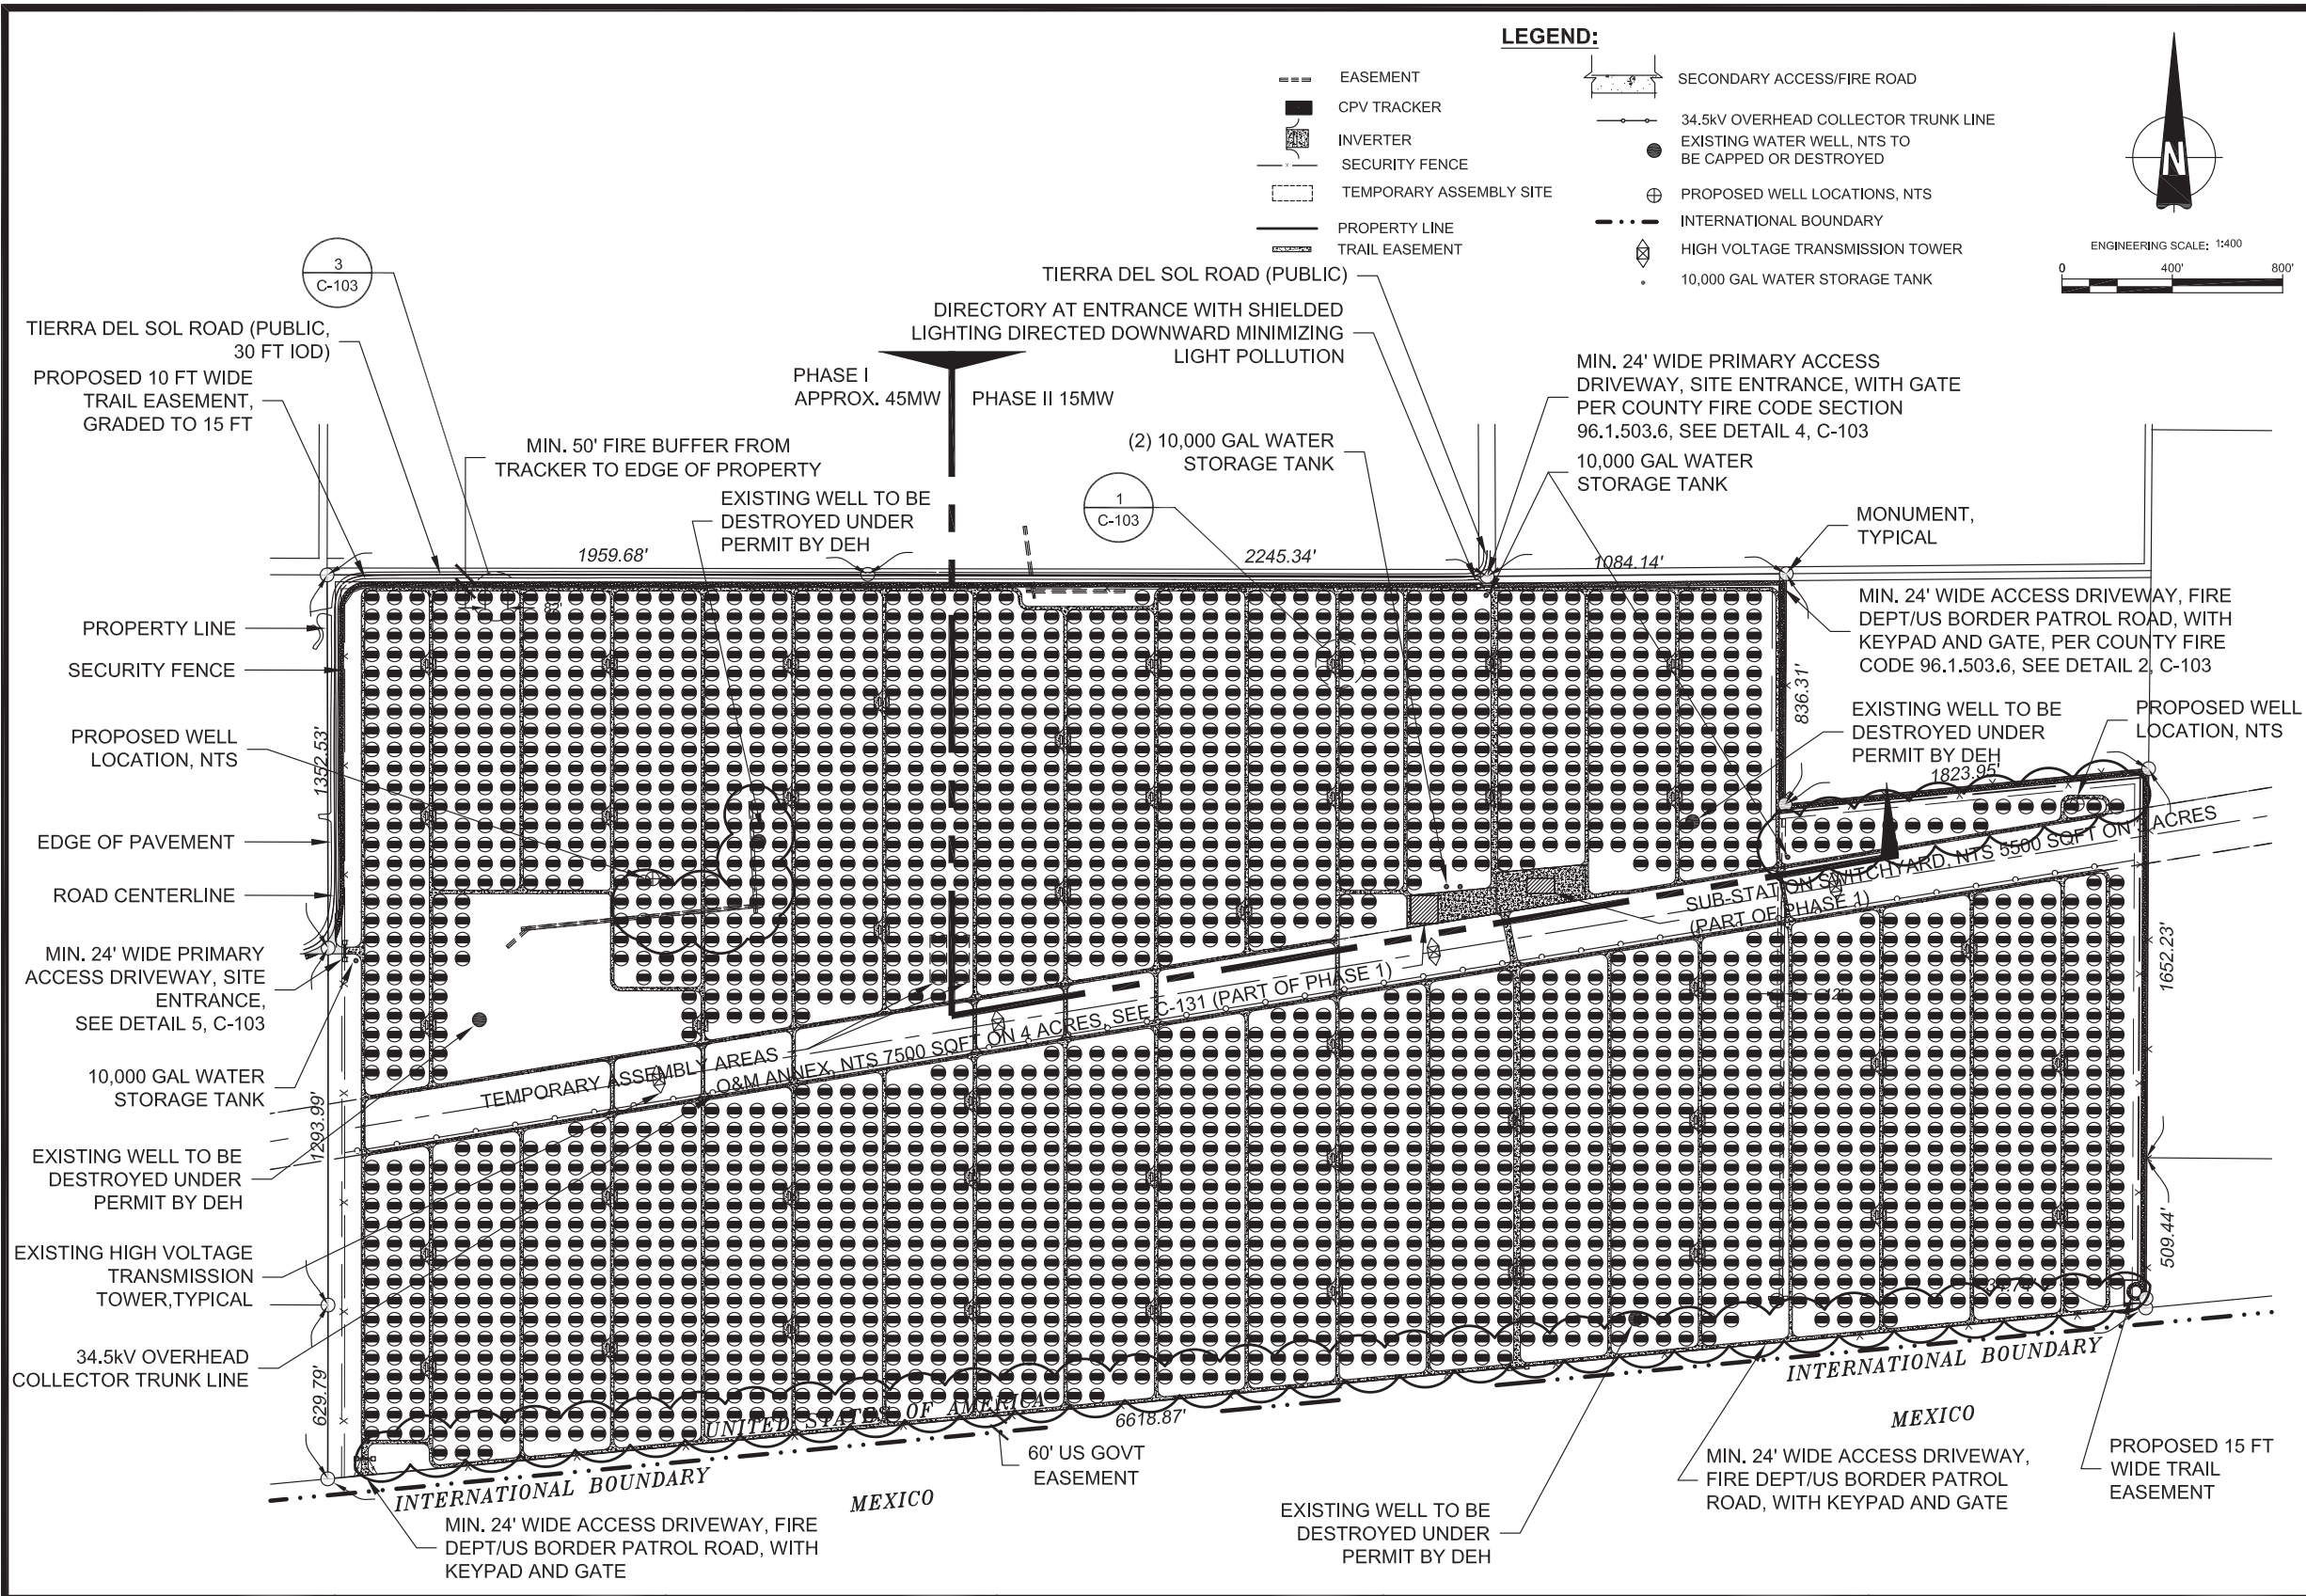 LEGEND:
EASEMENT
CPV TRACKER
INVERTER
SECURITY FENCE
TEMPORARY ASSEMBLY SITE
PROPERTY LINE
TRAIL EASEMENT
SECONDARY ACCESS/FIRE ROAD
34.5kV OVERHEAD COLLECTOR TRUNK LINE
EXISTING WATER WELL, NTS TO
BE CAPPED OR DESTROYED
PROPOSED WELL LOCATIONS, NTS
INTERNATIONAL BOUNDARY
HIGH VOLTAGE TRANSMISSION TOWER
10,000 GAL WATER STORAGE TANK
N
ENGINEERING SCALE: 1:400
0 400' 800'
3
C-103
TIERRA DEL SOL ROAD (PUBLIC,
30 FT IOD)
PROPOSED 10 FT WIDE
TRAIL EASEMENT,
GRADED TO 15 FT
MIN. 50' FIRE BUFFER FROM
TRACKER TO EDGE OF PROPERTY
EXISTING WELL TO BE
DESTROYED UNDER
PERMIT BY DEH
PHASE I
APPROX. 45MW
PHASE II 15MW
TIERRA DEL SOL ROAD (PUBLIC)
DIRECTORY AT ENTRANCE WITH SHIELDED
LIGHTING DIRECTED DOWNWARD MINIMIZING
LIGHT POLLUTION
(2) 10,000 GAL WATER
STORAGE TANK
1
C-103
MIN. 24' WIDE PRIMARY ACCESS
DRIVEWAY, SITE ENTRANCE, WITH GATE
PER COUNTY FIRE CODE SECTION
96.1.503.6, SEE DETAIL 4, C-103
10,000 GAL WATER
STORAGE TANK
MONUMENT,
TYPICAL
1959.68'
2245.34'
1084.14'
82'
MIN. 24' WIDE ACCESS DRIVEWAY, FIRE
DEPT/US BORDER PATROL ROAD, WITH
KEYPAD AND GATE, PER COUNTY FIRE
CODE 96.1.503.6, SEE DETAIL 2, C-103
836.31'
EXISTING WELL TO BE
DESTROYED UNDER
PERMIT BY DEH
PROPOSED WELL
LOCATION, NTS
1823.95'
PROPERTY LINE
SECURITY FENCE
PROPOSED WELL
LOCATION, NTS
1352.53'
EDGE OF PAVEMENT
ROAD CENTERLINE
MIN. 24' WIDE PRIMARY
ACCESS DRIVEWAY, SITE
ENTRANCE,
SEE DETAIL 5, C-103
10,000 GAL WATER
STORAGE TANK
1293.99'
EXISTING WELL TO BE
DESTROYED UNDER
PERMIT BY DEH
EXISTING HIGH VOLTAGE
TRANSMISSION
TOWER,TYPICAL
34.5kV OVERHEAD
COLLECTOR TRUNK LINE
629.79'
SUB-STATION SWITCHYARD, NTS 5500 SQFT ON 3 ACRES
(PART OF PHASE 1)
TEMPORARY ASSEMBLY AREAS
O&M ANNEX, NTS 7500 SQFT ON 4 ACRES, SEE C-131 (PART OF PHASE 1)
12'
1652.23'
509.44'
UNITED STATES OF AMERICA
6618.87'
INTERNATIONAL BOUNDARY
MEXICO
INTERNATIONAL BOUNDARY
MEXICO
60' US GOVT
EASEMENT
MIN. 24' WIDE ACCESS DRIVEWAY, FIRE
DEPT/US BORDER PATROL ROAD, WITH
KEYPAD AND GATE
EXISTING WELL TO BE
DESTROYED UNDER
PERMIT BY DEH
MIN. 24' WIDE ACCESS DRIVEWAY,
FIRE DEPT/US BORDER PATROL
ROAD, WITH KEYPAD AND GATE
PROPOSED 15 FT
WIDE TRAIL
EASEMENT